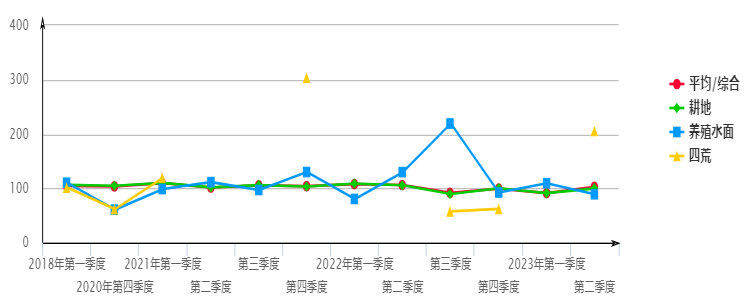 400
300
200
100
0
2018年第一季度
2021年第一季度
第三季度
2022年第一季度
第三季度
2023年第一季度
2020年第四季度
第二季度
第四季度
第二季度
第四季度
第二季度
平均/综合
耕地
养殖水面
四荒